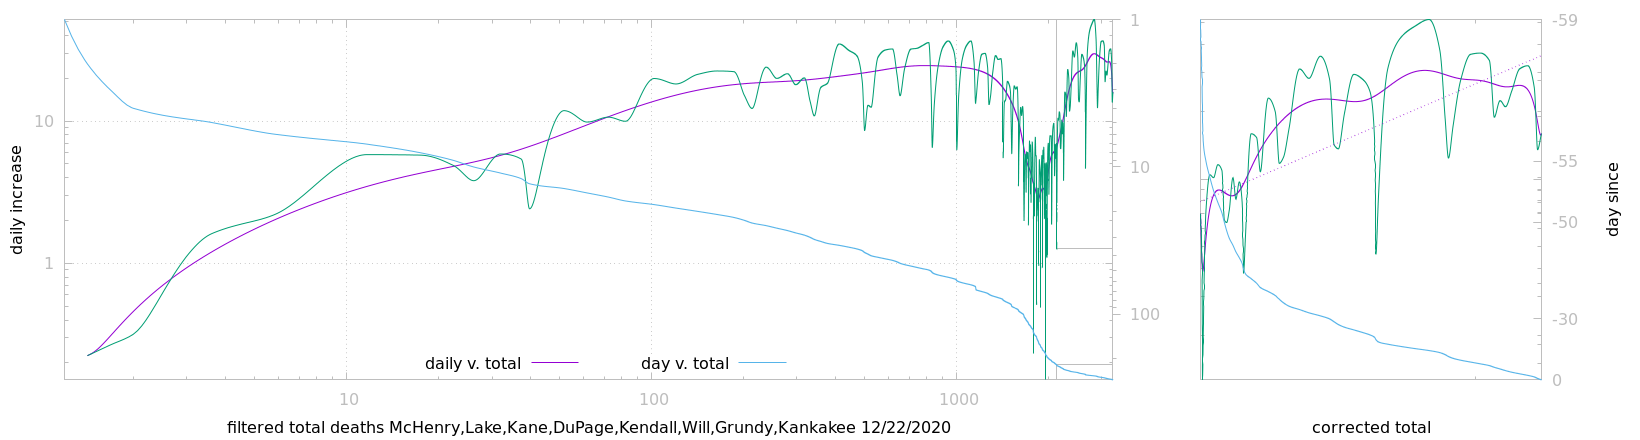 daily increase
10
1
10
100
1000
1
10
100
daily v. total
day v. total
filtered total deaths McHenry,Lake,Kane,DuPage,Kendall,Will,Grundy,Kankakee 12/22/2020
-59
-55
-50
-30
0
day since
corrected total